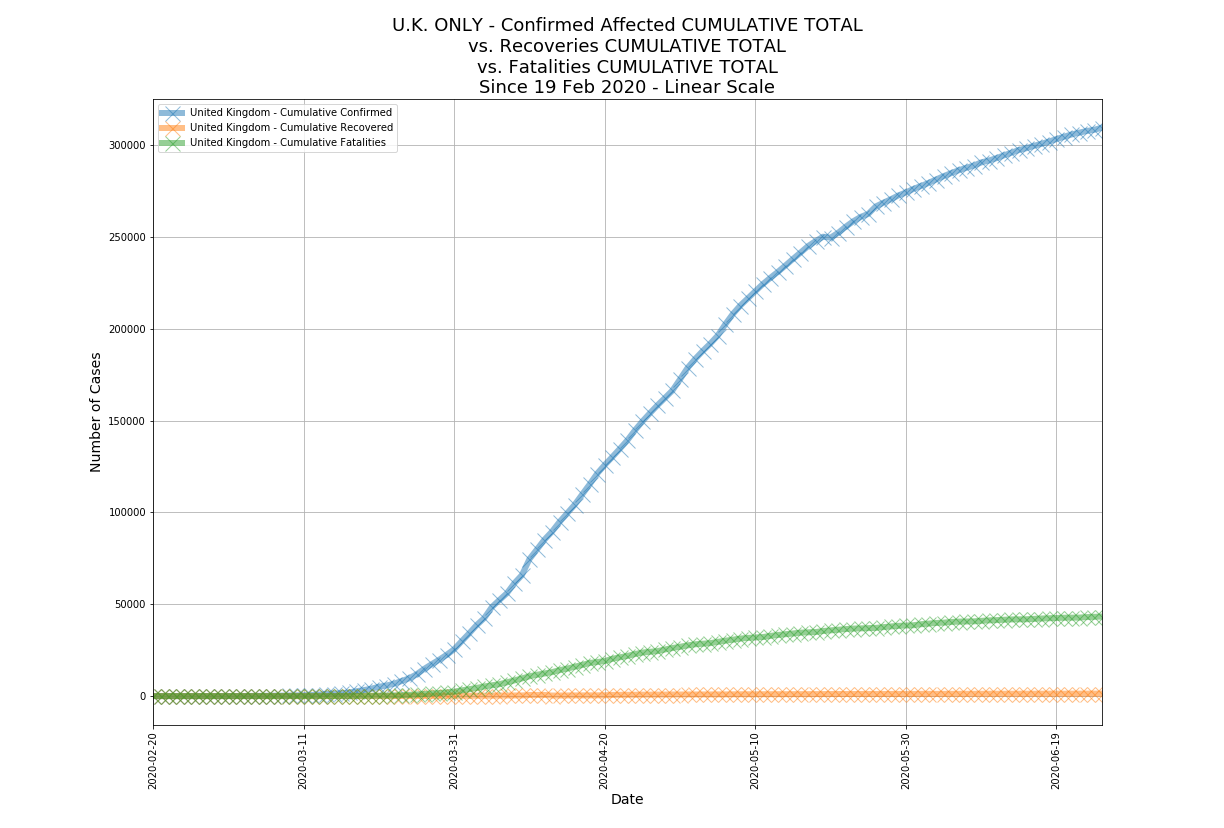 U.K. ONLY - Confirmed Affected CUMULATIVE TOTAL
vs. Recoveries CUMULATIVE TOTAL
vs. Fatalities CUMULATIVE TOTAL
Since 19 Feb 2020 - Linear Scale
United Kingdom - Cumulative Confirmed
United Kingdom - Cumulative Recovered
United Kingdom - Cumulative Fatalities
Number of Cases
300000
250000
200000
150000
100000
50000
0
2020-02-20
2020-03-11
2020-03-31
2020-04-20
2020-05-10
2020-05-30
2020-06-19
Date